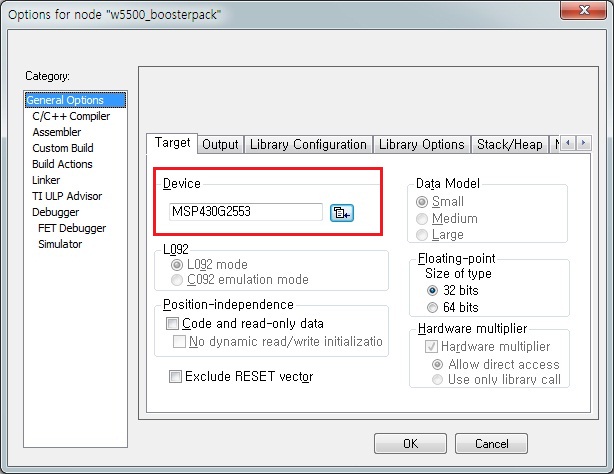 Options for node "w5500_boosterpack"
Category:
General Options
C/C++ Compiler
Assembler
Custom Build
Build Actions
Linker
TI ULP Advisor
Debugger
FET Debugger
Simulator
Target
Output
Library Configuration
Library Options
Stack/Heap
Device
MSP430G2553
L092
L092 mode
C092 emulation mode
Position-independence
Code and read-only data
No dynamic read/write initializatio
Exclude RESET vector
Data Model
Small
Medium
Large
Floating-point
Size of type
32 bits
64 bits
Hardware multiplier
Hardware multiplier
Allow direct access
Use only library call
OK
Cancel